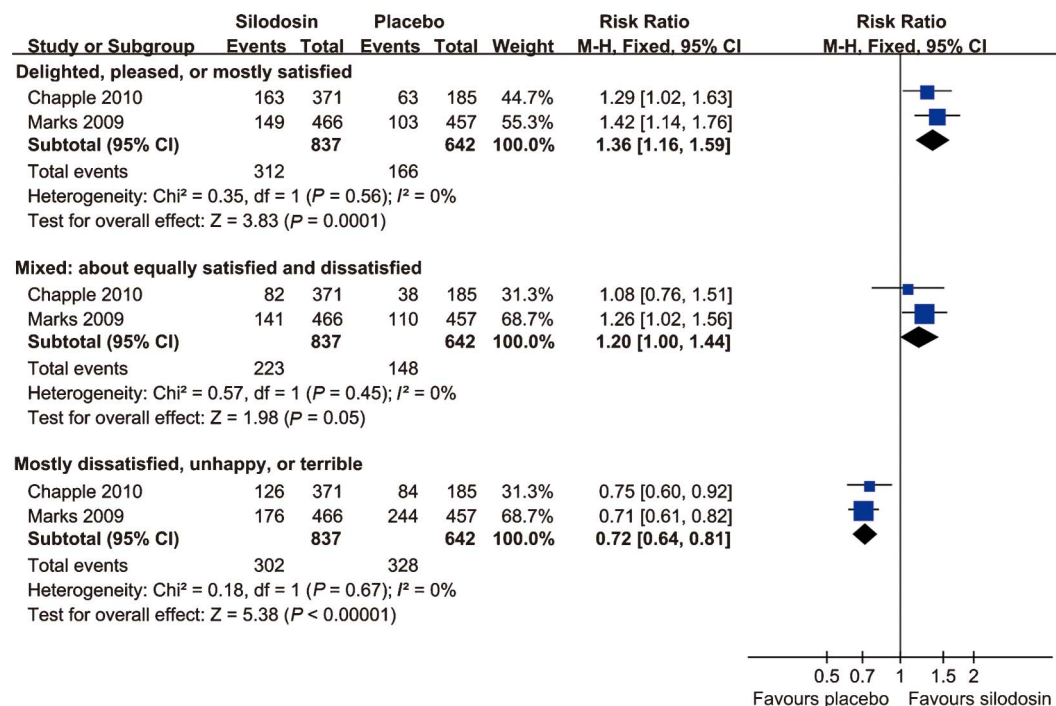 Silodosin Placebo Risk Ratio Risk Ratio
Study or Subgroup Events Total Events Total Weight M-H, Fixed, 95% CI M-H, Fixed, 95% CI
Delighted, pleased, or mostly satisfied
Chapple 2010 163 371 63 185 44.7% 1.29 [1.02, 1.63]
Marks 2009 149 466 103 457 55.3% 1.42 [1.14, 1.76]
Subtotal (95% CI) 837 642 100.0% 1.36 [1.16, 1.59]
Total events 312 166
Heterogeneity: Chi² = 0.35, df = 1 (P = 0.56); I² = 0%
Test for overall effect: Z = 3.83 (P = 0.0001)
Mixed: about equally satisfied and dissatisfied
Chapple 2010 82 371 38 185 31.3% 1.08 [0.76, 1.51]
Marks 2009 141 466 110 457 68.7% 1.26 [1.02, 1.56]
Subtotal (95% CI) 837 642 100.0% 1.20 [1.00, 1.44]
Total events 223 148
Heterogeneity: Chi² = 0.57, df = 1 (P = 0.45); I² = 0%
Test for overall effect: Z = 1.98 (P = 0.05)
Mostly dissatisfied, unhappy, or terrible
Chapple 2010 126 371 84 185 31.3% 0.75 [0.60, 0.92]
Marks 2009 176 466 244 457 68.7% 0.71 [0.61, 0.82]
Subtotal (95% CI) 837 642 100.0% 0.72 [0.64, 0.81]
Total events 302 328
Heterogeneity: Chi² = 0.18, df = 1 (P = 0.67); I² = 0%
Test for overall effect: Z = 5.38 (P < 0.00001)
0.5 0.7 1 1.5 2
Favours placebo Favours silodosin